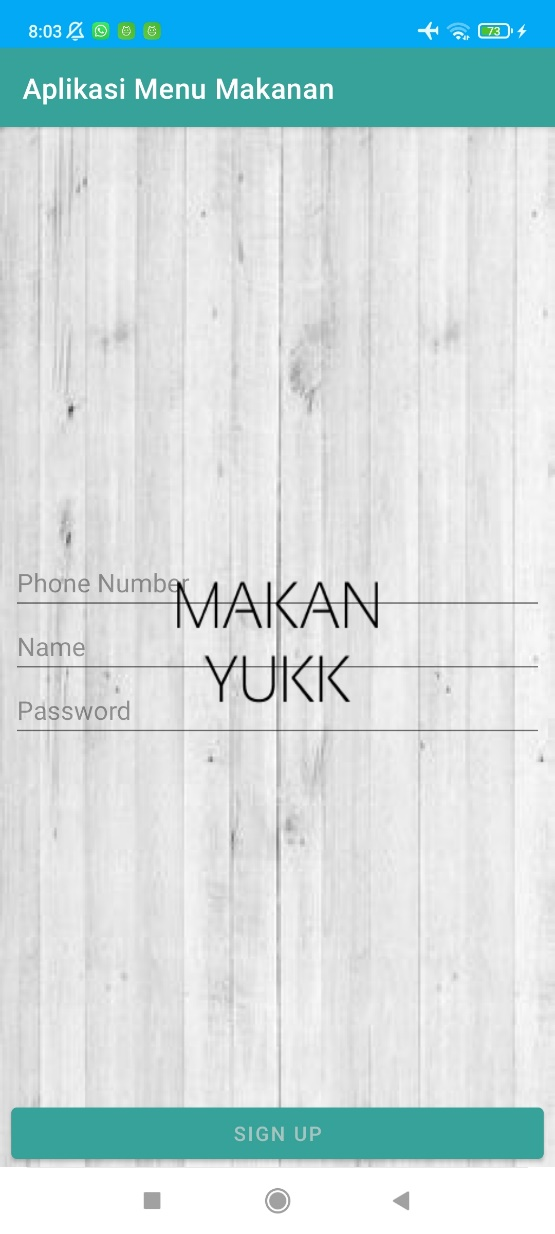 8:03
73
Aplikasi Menu Makanan
Phone Number
MAKAN
Name
YUKK
Password
SIGN UP